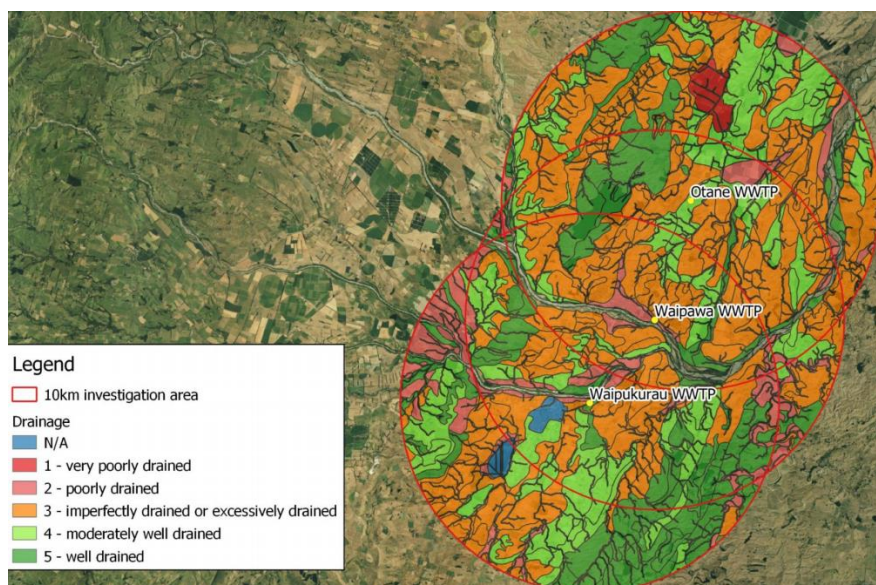 Otane WWTP
Waipawa WWTP
Waipukurau WWTP
Legend
10km investigation area
Drainage
N/A
1 - very poorly drained
2 - poorly drained
3 - imperfectly drained or excessively drained
4 - moderately well drained
5 - well drained